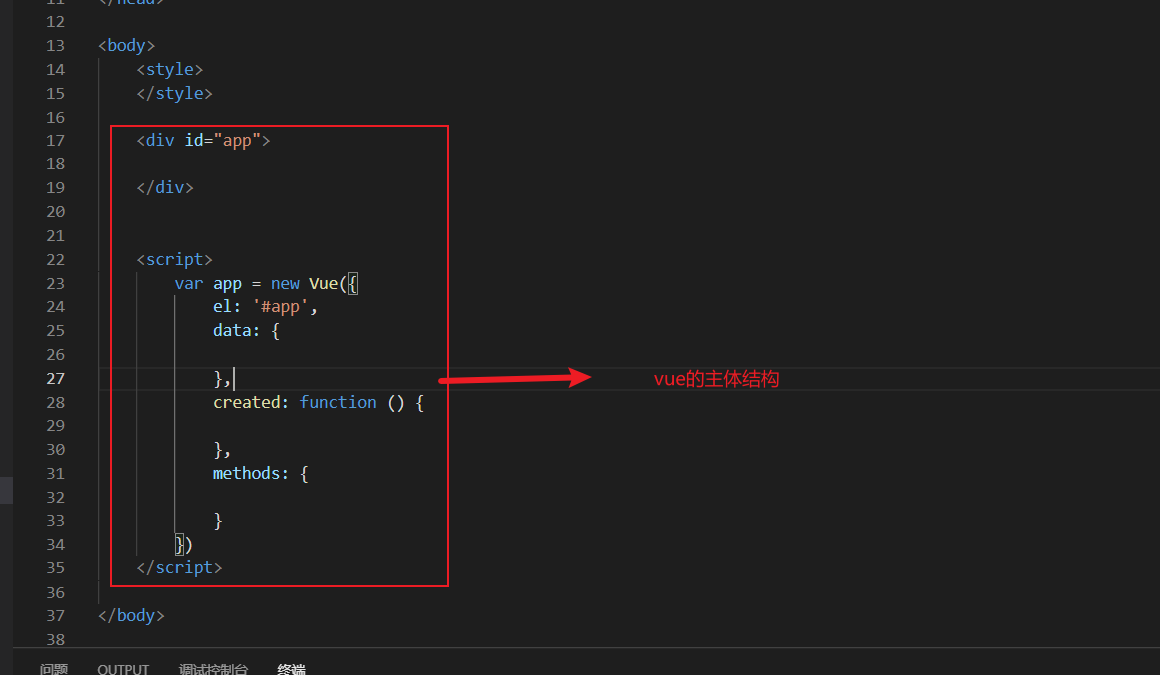 11 </head>
12
13 <body>
14 <style>
15 </style>
16
17 <div id="app">
18
19 </div>
20
21
22 <script>
23 var app = new Vue({
24 el: '#app',
25 data: {
26
27 }, vue的主体结构
28 created: function () {
29
30 },
31 methods: {
32
33 }
34 })
35 </script>
36
37 </body>
38
问题 OUTPUT 调试控制台 终端